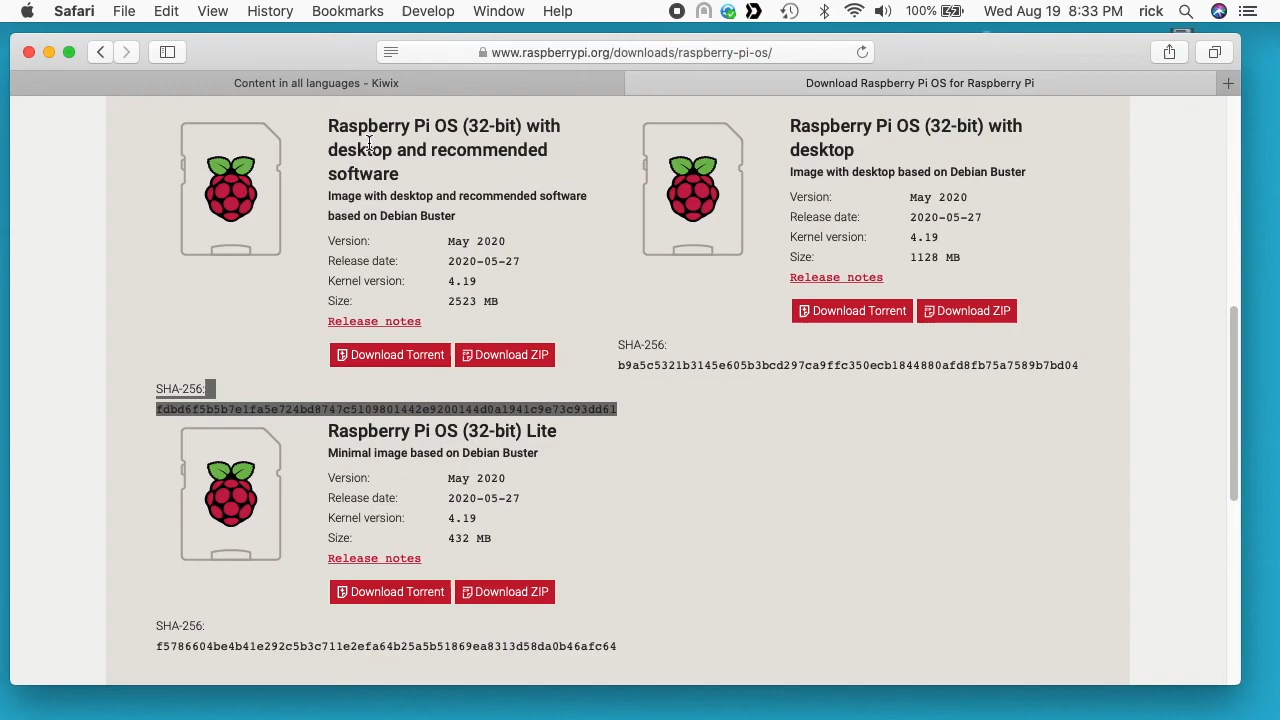 Safari File Edit View History Bookmarks Develop Window Help 100% Wed Aug 19 8:33 PM rick
www.raspberrypi.org/downloads/raspberry-pi-os/
Content in all languages - Kiwix
Download Raspberry Pi OS for Raspberry Pi
Raspberry Pi OS (32-bit) with
desktop and recommended
software
Image with desktop and recommended software
based on Debian Buster
Version: May 2020
Release date: 2020-05-27
Kernel version: 4.19
Size: 2523 MB
Release notes
Download Torrent Download ZIP
SHA-256:
fdbd6f5b5b7e1fa5e724bd8747c5109801442e9200144d0a1941c9e73c93dd61
Raspberry Pi OS (32-bit) with
desktop
Image with desktop based on Debian Buster
Version: May 2020
Release date: 2020-05-27
Kernel version: 4.19
Size: 1128 MB
Release notes
Download Torrent Download ZIP
SHA-256:
b9a5c5321b3145e605b3bcd297ca9ffc350ecb1844880afd8fb75a7589b7bd04
Raspberry Pi OS (32-bit) Lite
Minimal image based on Debian Buster
Version: May 2020
Release date: 2020-05-27
Kernel version: 4.19
Size: 432 MB
Release notes
Download Torrent Download ZIP
SHA-256:
f5786604be4b41e292c5b3c711e2efa64b25a5b51869ea8313d58da0b46afc64